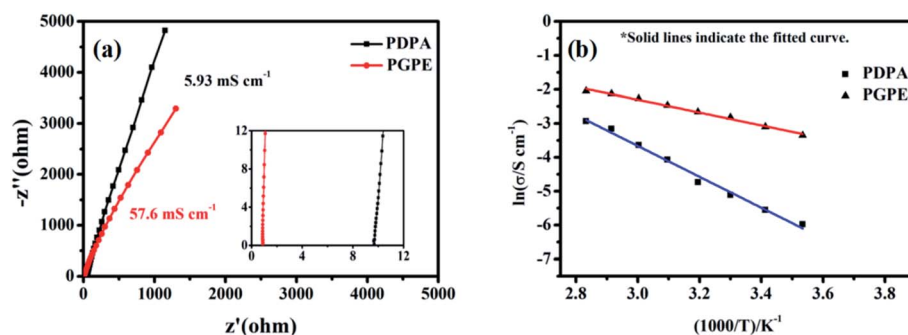 (a)
PDPA
PGPE
5.93 mS cm⁻¹
57.6 mS cm⁻¹
-z''(ohm)
5000
4000
3000
2000
1000
0
0 1000 2000 3000 4000 5000
z'(ohm)
12
8
4
0
0 4 8 12
(b)
*Solid lines indicate the fitted curve.
PDPA
PGPE
ln(σ/S cm⁻¹)
0
-1
-2
-3
-4
-5
-6
-7
2.8 3.0 3.2 3.4 3.6 3.8
(1000/T)/K⁻¹